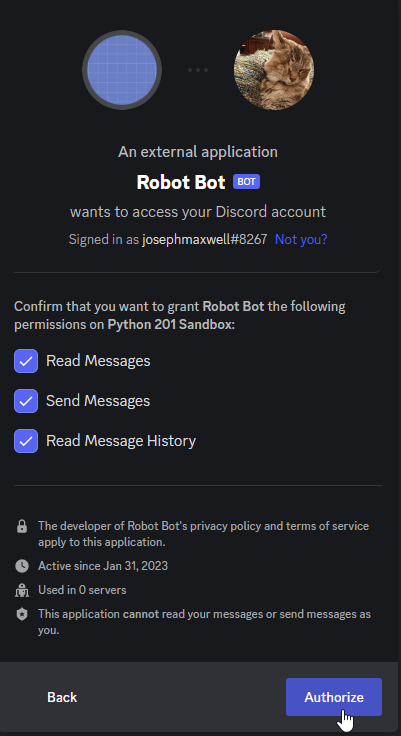 An external application
Robot Bot BOT
wants to access your Discord account
Signed in as josephmaxwell#8267 Not you?
Confirm that you want to grant Robot Bot the following
permissions on Python 201 Sandbox:
Read Messages
Send Messages
Read Message History
The developer of Robot Bot's privacy policy and terms of service
apply to this application.
Active since Jan 31, 2023
Used in 0 servers
This application cannot read your messages or send messages as
you.
Back
Authorize